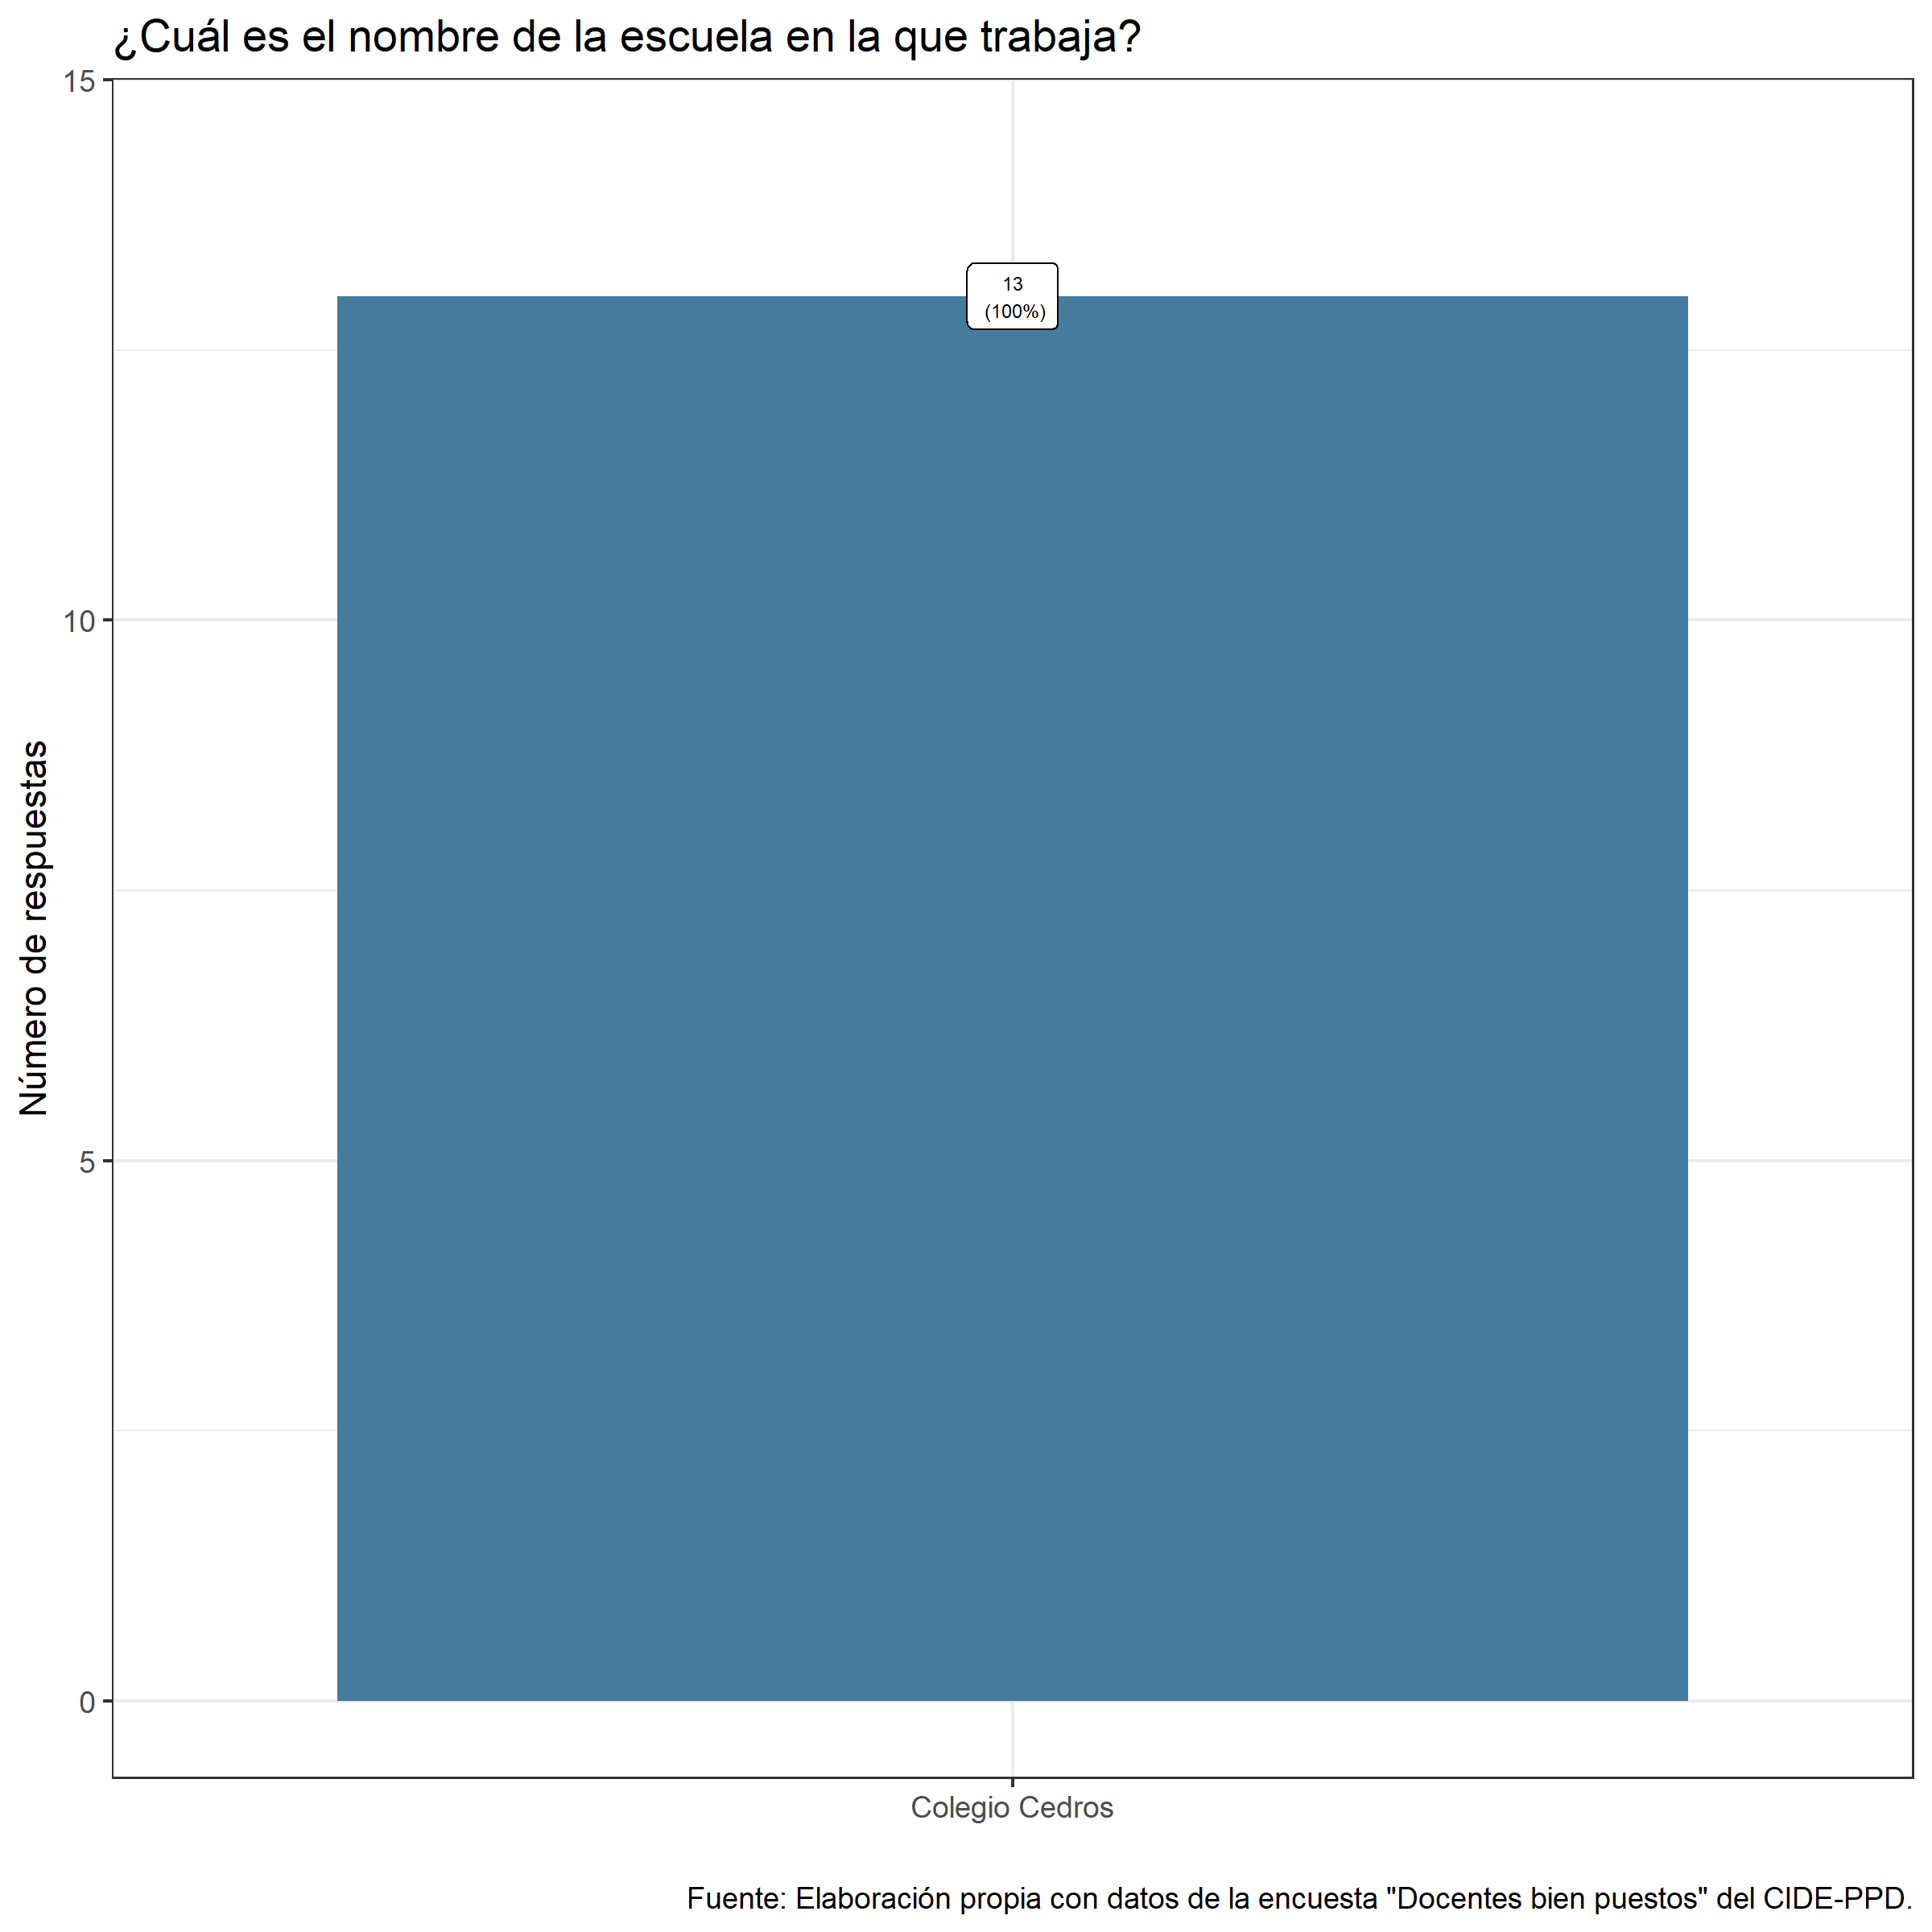 ¿Cuál es el nombre de la escuela en la que trabaja?
15
13
(100%)
10
Número de respuestas
5
0
Colegio Cedros
Fuente: Elaboración propia con datos de la encuesta "Docentes bien puestos" del CIDE-PPD.